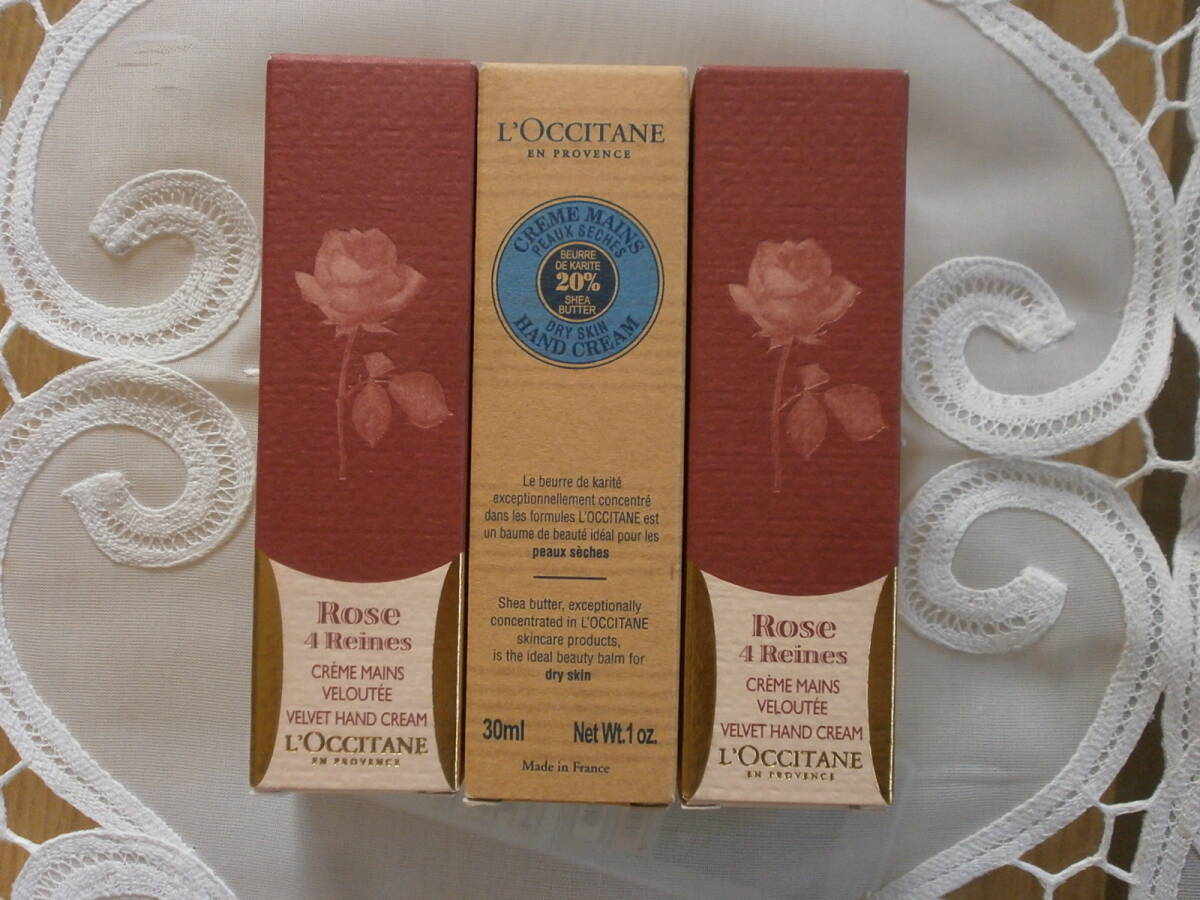 Rose
4 Reines
CRÈME MAINS
VELOUTÉE
VELVET HAND CREAM
L'OCCITANE
EN PROVENCE
L'OCCITANE
EN PROVENCE
CREME MAINS
PEAUX SECHES
BEURRE
DE KARITE
20%
SHEA
BUTTER
DRY SKIN
HAND CREAM
Le beurre de karité
exceptionnellement concentré
dans les formules L'OCCITANE est
un baume de beauté idéal pour les
peaux sèches
Shea butter, exceptionally
concentrated in L'OCCITANE
skincare products,
is the ideal beauty balm for
dry skin
30ml Net Wt.1 oz.
Made in France
Rose
4 Reines
CRÈME MAINS
VELOUTÉE
VELVET HAND CREAM
L'OCCITANE
EN PROVENCE